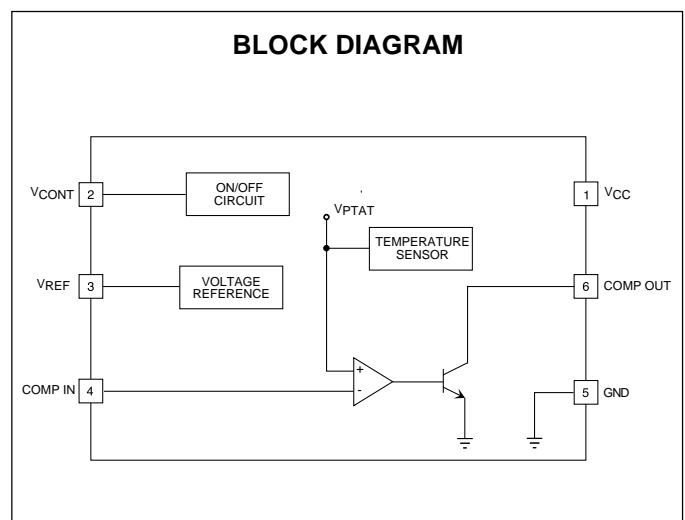 BLOCK DIAGRAM
VCONT 2
ON/OFF
CIRCUIT
VPTAT
1 VCC
TEMPERATURE
SENSOR
VREF 3
VOLTAGE
REFERENCE
6 COMP OUT
+
-
COMP IN 4
5 GND